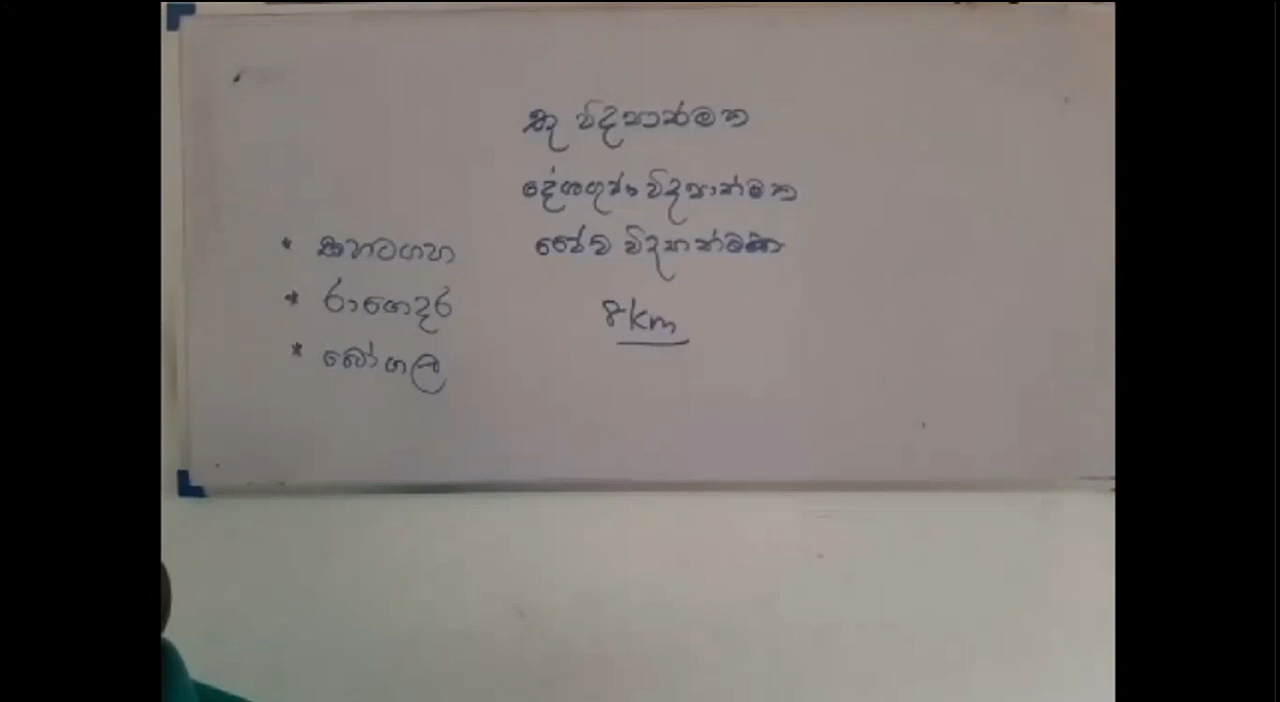 භූ විද්‍යාත්මක
දේශගුණ විද්‍යාත්මක
ජෛව විද්‍යාත්මක
* කහටගහ
* රාගෙදර
* බෝගල
8km